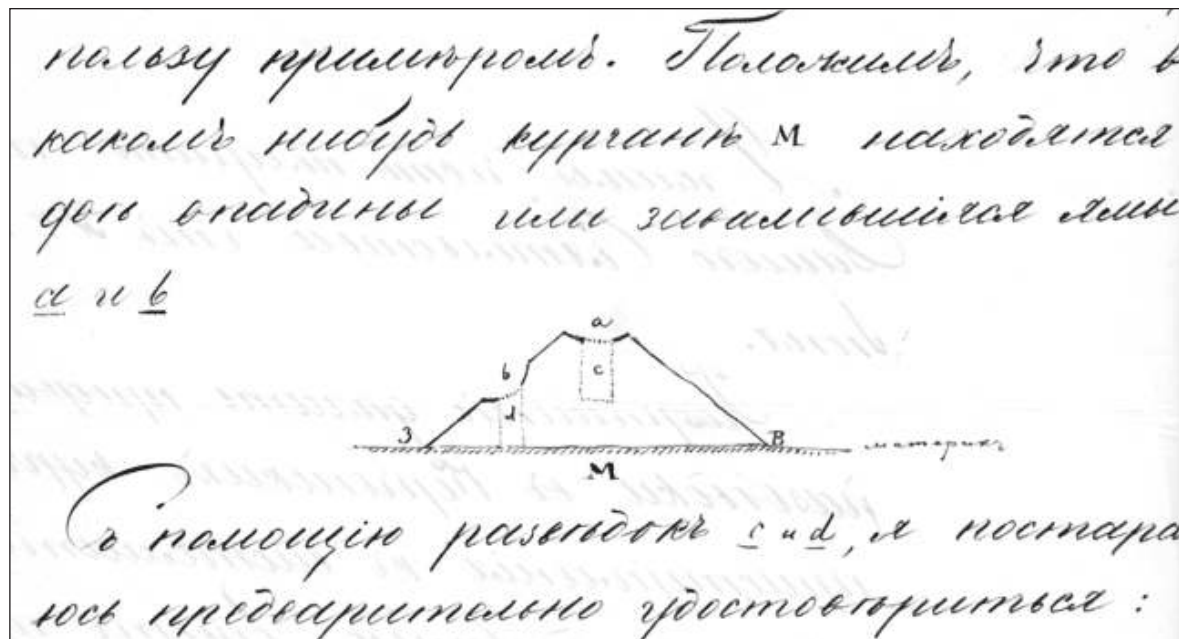 пользу примѣромъ. Положимъ, что в
какомъ нибудь курганѣ М находятся
двѣ впадины или завалившіяся ямы
a и b
a
b c
d
З В материкъ
М
Съ помощію развѣдокъ c и d, я постара
юсь предварительно удостовѣриться: